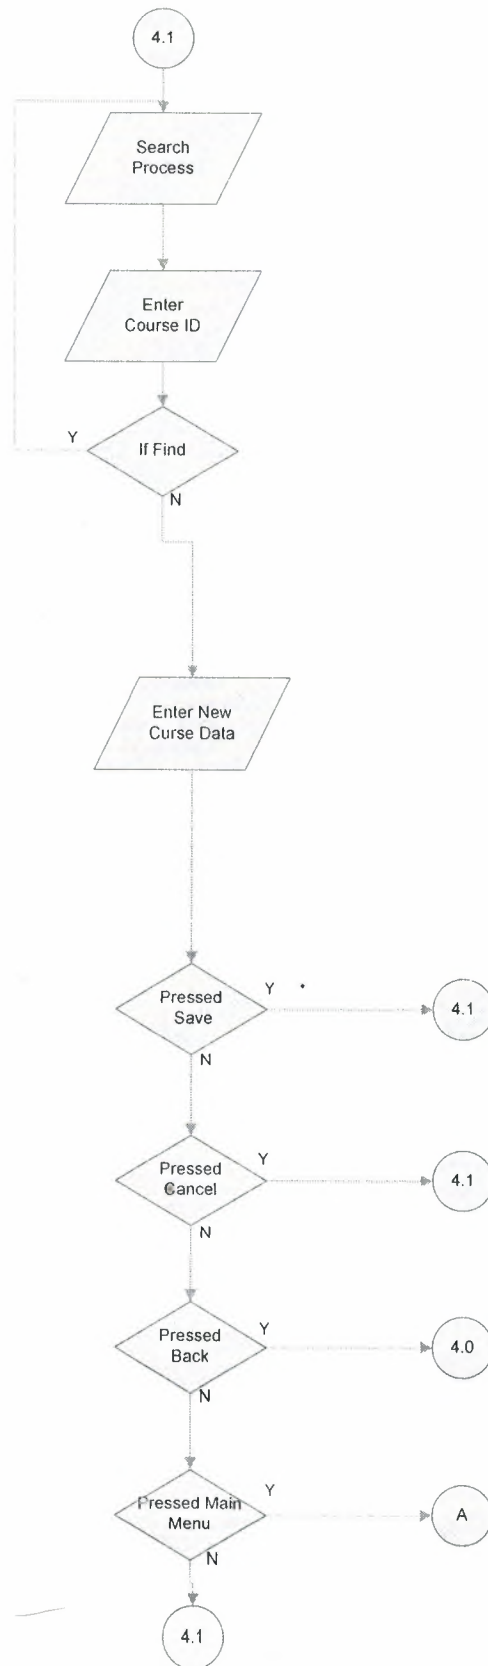 4.1
Search
Process
Enter
Course ID
Y
If Find
N
Enter New
Curse Data
Pressed
Save
Y
4.1
N
Pressed
Cancel
Y
4.1
N
Pressed
Back
Y
4.0
N
Pressed Main
Menu
Y
A
N
4.1